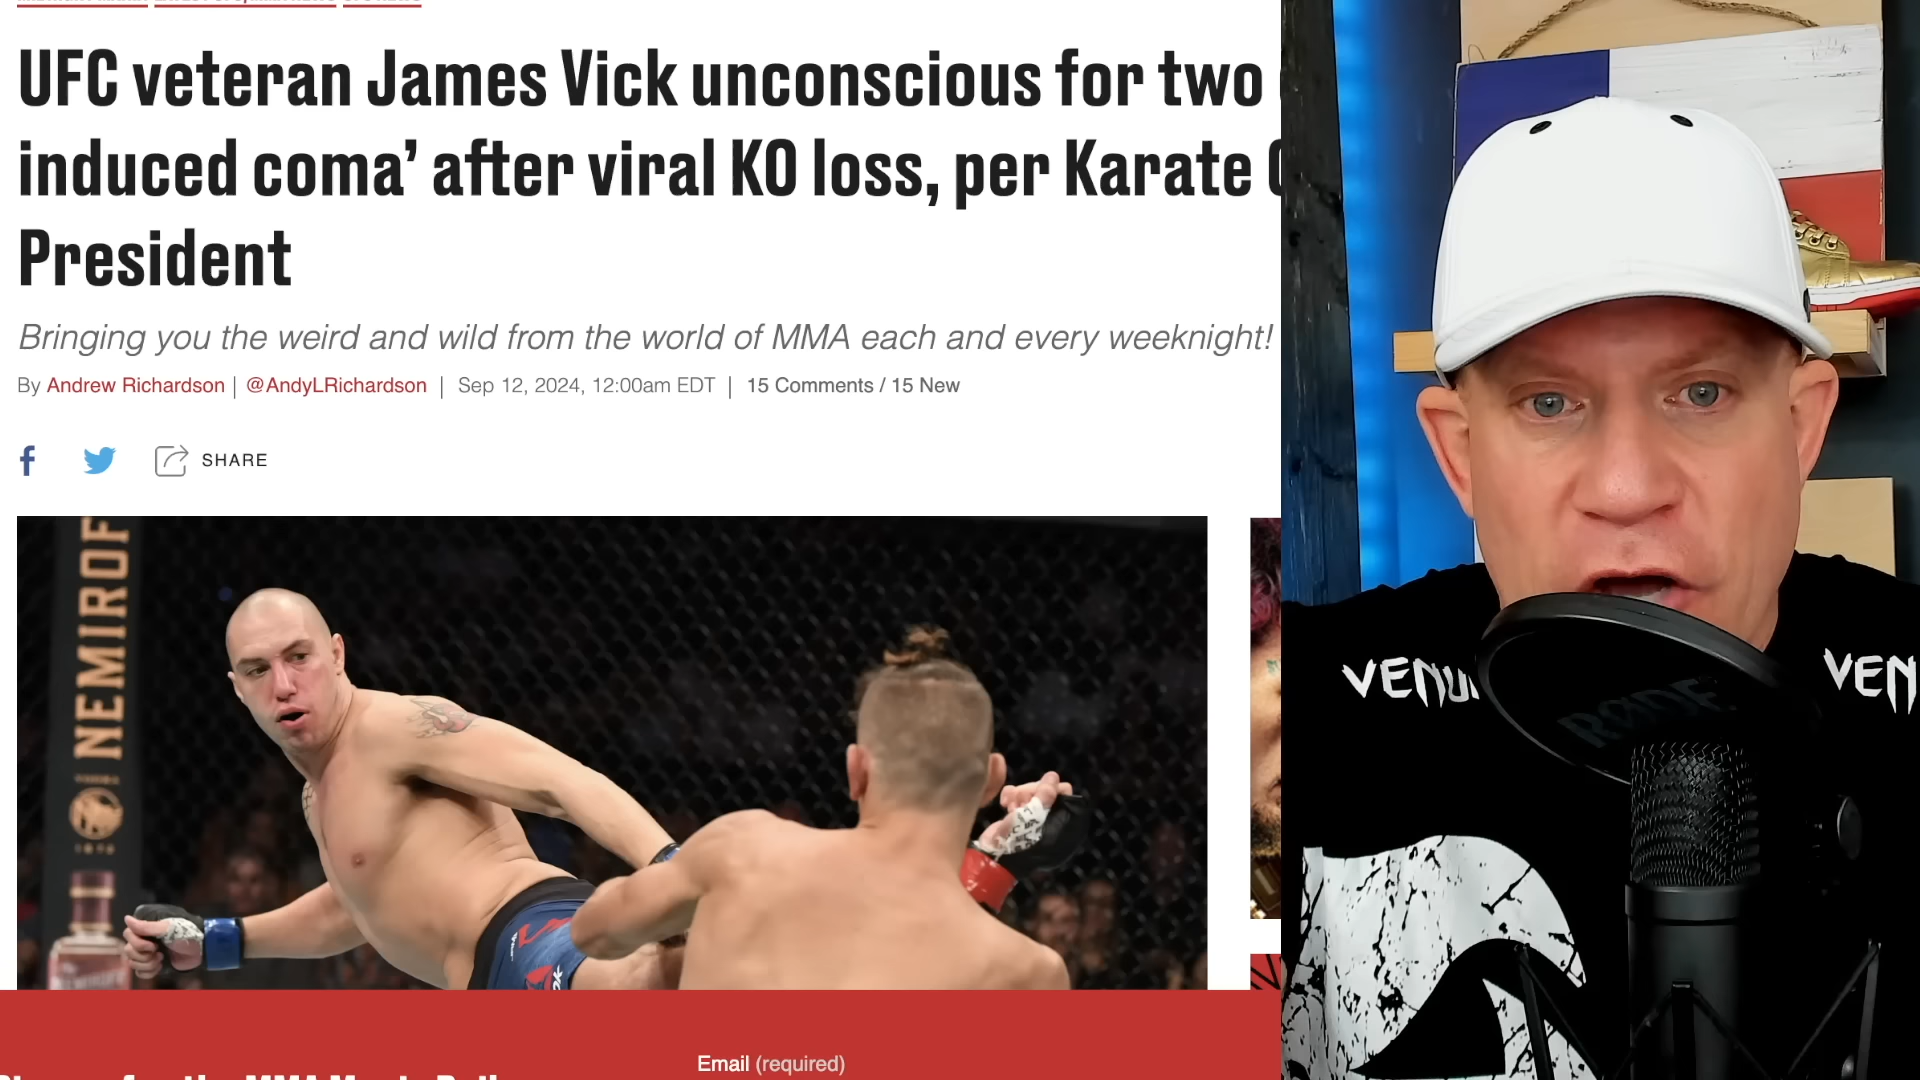 UFC veteran James Vick unconscious for two
induced coma’ after viral KO loss, per Karate
President
Bringing you the weird and wild from the world of MMA each and every weeknight!
By Andrew Richardson | @AndyLRichardson | Sep 12, 2024, 12:00am EDT | 15 Comments / 15 New
SHARE
NEMIROF
VEN
RODE
Email (required)